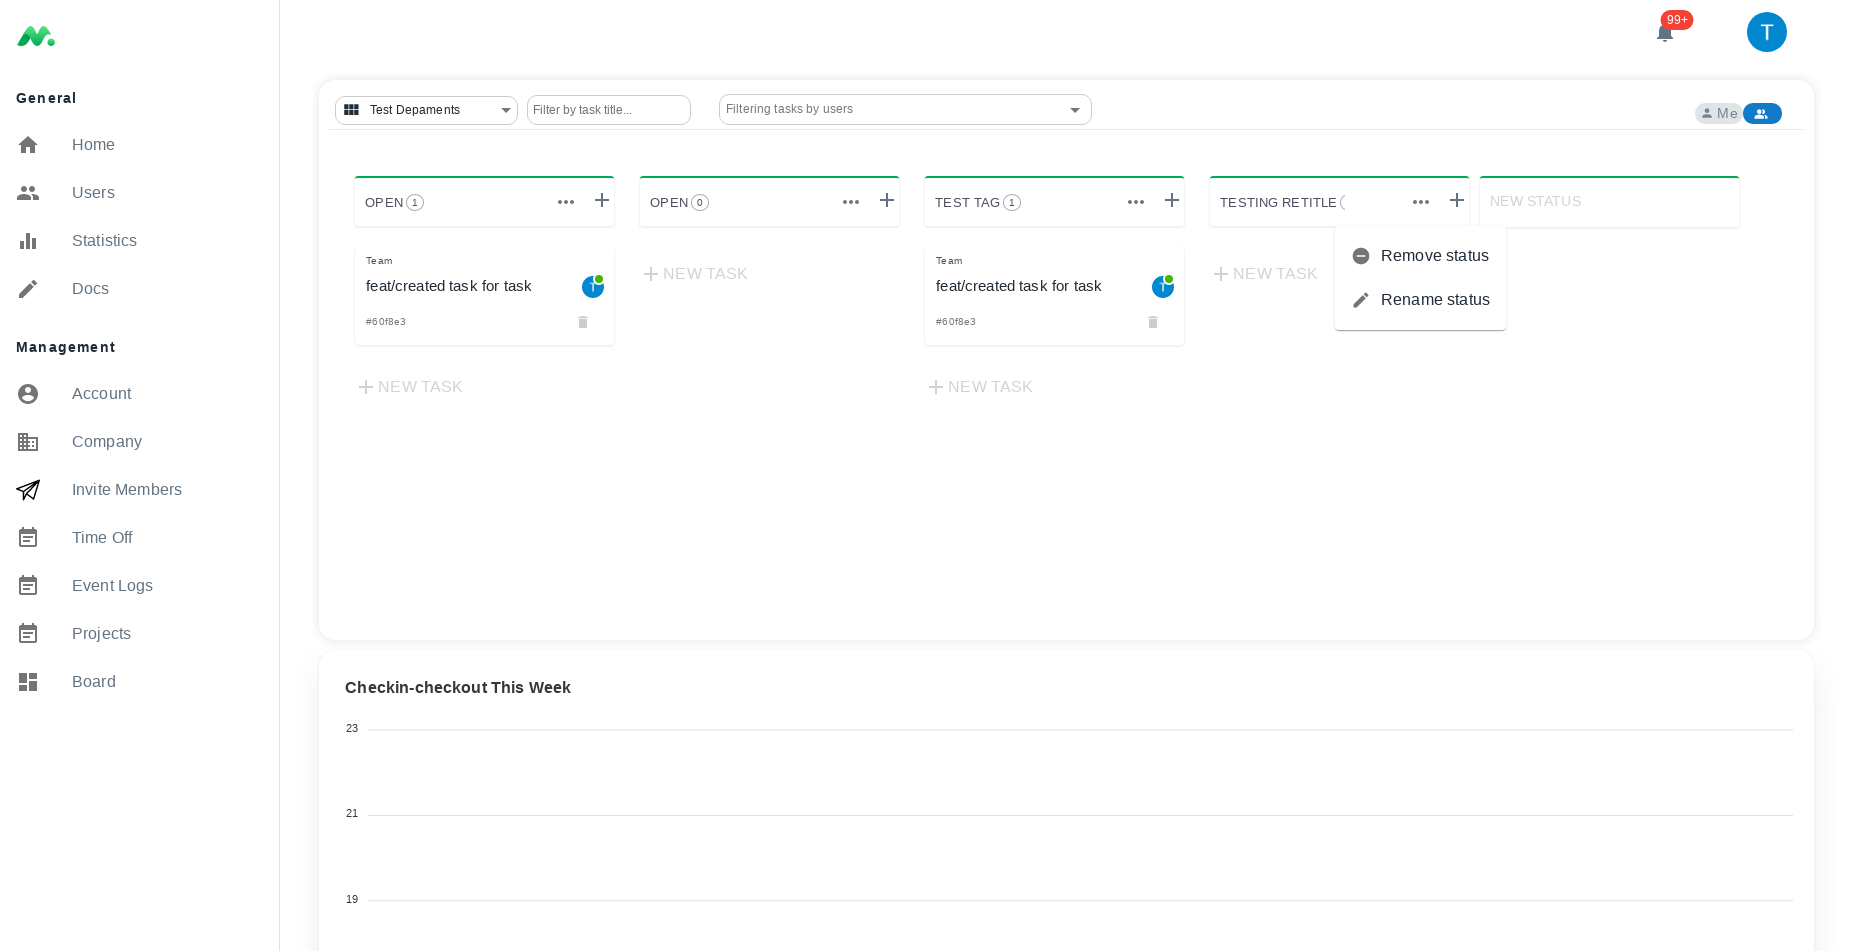 99+
T
General
Home
Users
Statistics
Docs
Management
Account
Company
Invite Members
Time Off
Event Logs
Projects
Board
Test Depaments
Filter by task title...
Filtering tasks by users
Me
OPEN 1
OPEN 0
TEST TAG 1
TESTING RETITLE
NEW STATUS
Team
feat/created task for task
T
#60f8e3
NEW TASK
NEW TASK
Team
feat/created task for task
T
#60f8e3
NEW TASK
NEW TASK
Remove status
Rename status
Checkin-checkout This Week
23
21
19